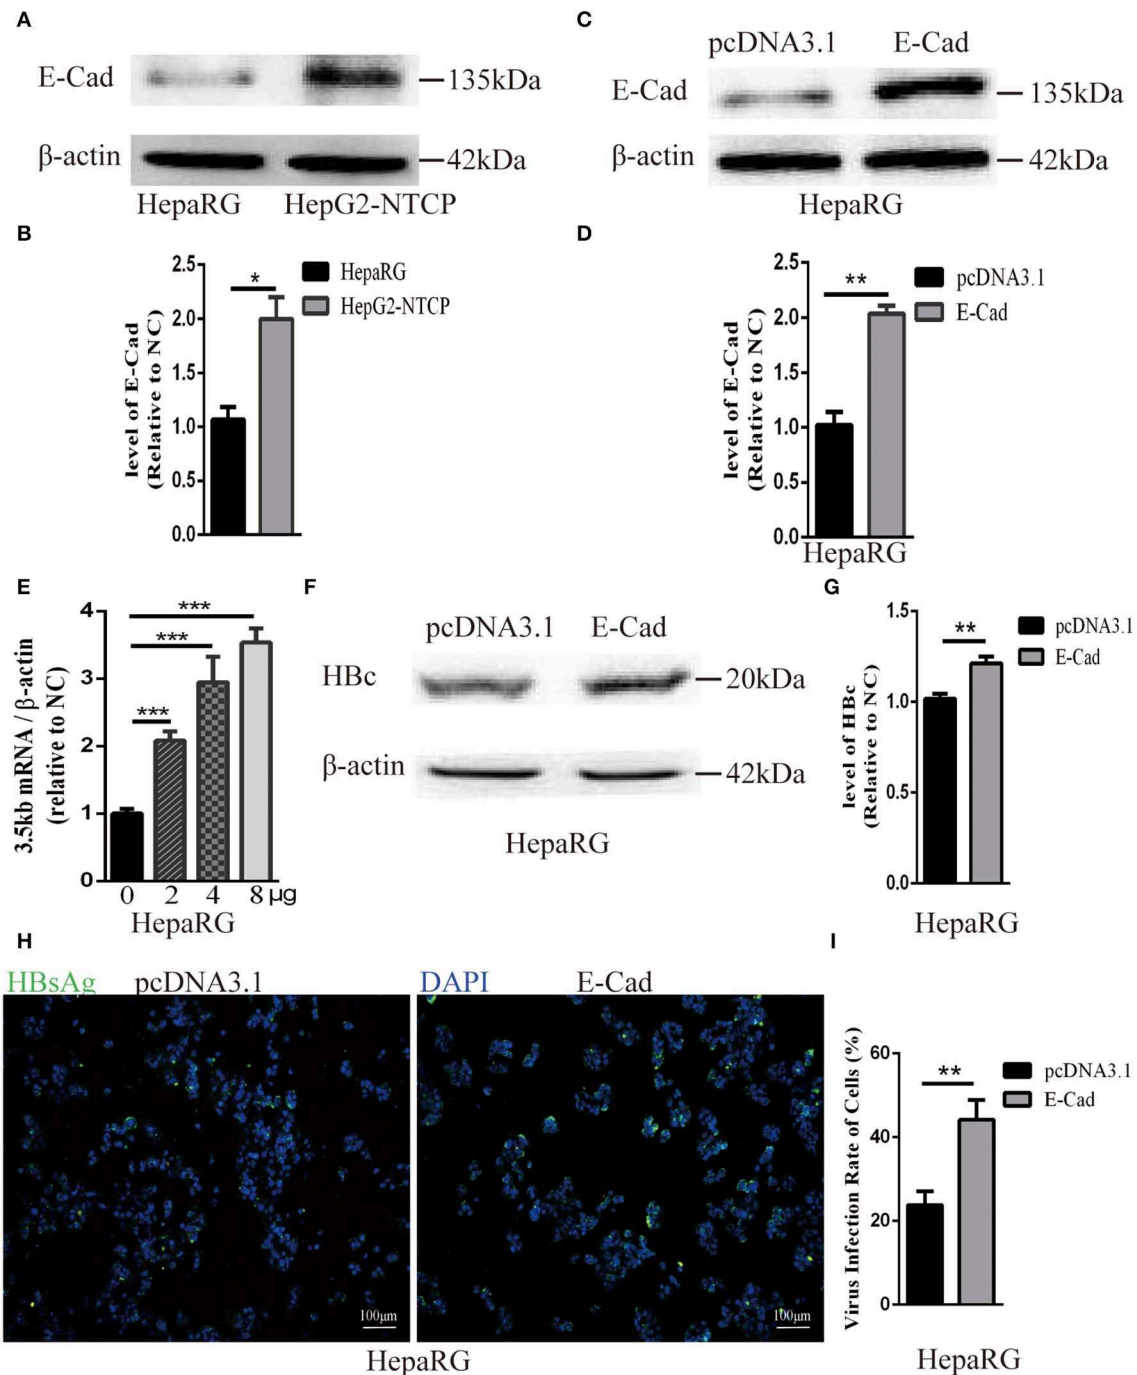 A
E-Cad
135kDa
β-actin
42kDa
HepaRG HepG2-NTCP
C
pcDNA3.1 E-Cad
E-Cad
135kDa
β-actin
42kDa
HepaRG
B
level of E-Cad
(Relative to NC)
2.5
2.0
1.5
1.0
0.5
0.0
*
HepaRG
HepG2-NTCP
D
level of E-Cad
(Relative to NC)
2.5
2.0
1.5
1.0
0.5
0.0
**
pcDNA3.1
E-Cad
HepaRG
E
3.5kb mRNA / β-actin
(relative to NC)
4
3
2
1
0
***
***
***
0 2 4 8 μg
HepaRG
F
pcDNA3.1 E-Cad
HBc
20kDa
β-actin
42kDa
HepaRG
G
level of HBc
(Relative to NC)
1.5
1.0
0.5
0.0
**
pcDNA3.1
E-Cad
HepaRG
H
HBsAg pcDNA3.1 DAPI E-Cad
100μm
100μm
HepaRG
I
Virus Infection Rate of Cells (%)
60
40
20
0
**
pcDNA3.1
E-Cad
HepaRG